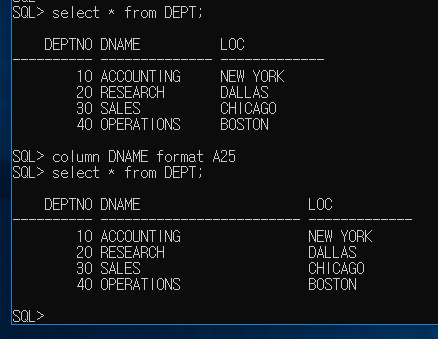 SQL> select * from DEPT;
    DEPTNO DNAME          LOC
---------- -------------- -------------
        10 ACCOUNTING     NEW YORK
        20 RESEARCH       DALLAS
        30 SALES          CHICAGO
        40 OPERATIONS     BOSTON
SQL> column DNAME format A25
SQL> select * from DEPT;
    DEPTNO DNAME                     LOC
---------- ------------------------- -------------
        10 ACCOUNTING                NEW YORK
        20 RESEARCH                  DALLAS
        30 SALES                     CHICAGO
        40 OPERATIONS                BOSTON
SQL>